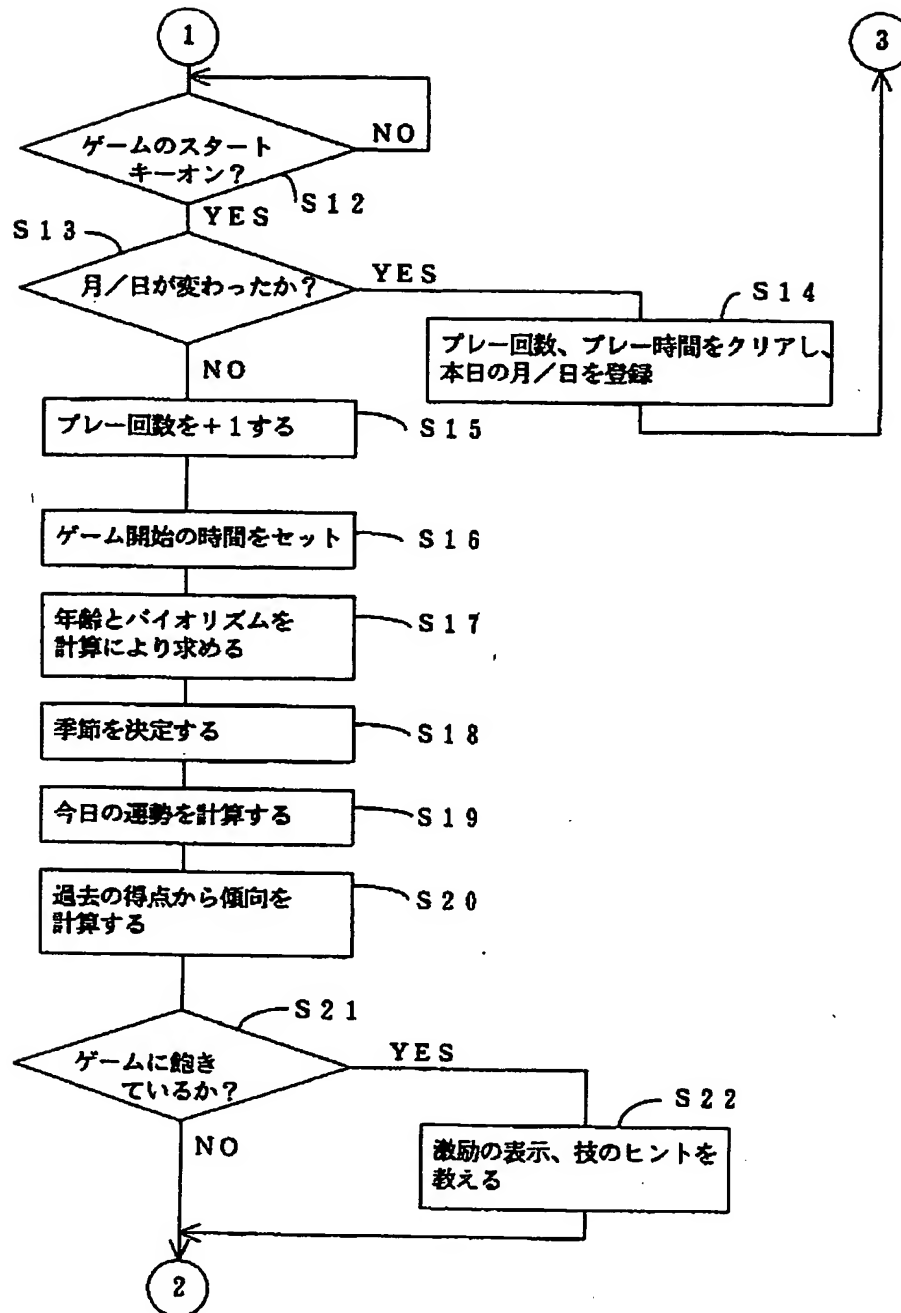 1
3
ゲームのスタート
キーオン?
NO
S12
YES
S13
月/日が変わったか?
YES
S14
プレー回数、プレー時間をクリアし、
本日の月/日を登録
NO
プレー回数を+1する
S15
ゲーム開始の時間をセット
S16
年齢とバイオリズムを
計算により求める
S17
季節を決定する
S18
今日の運勢を計算する
S19
過去の得点から傾向を
計算する
S20
S21
ゲームに飽き
ているか?
YES
S22
激励の表示、技のヒントを
教える
NO
2